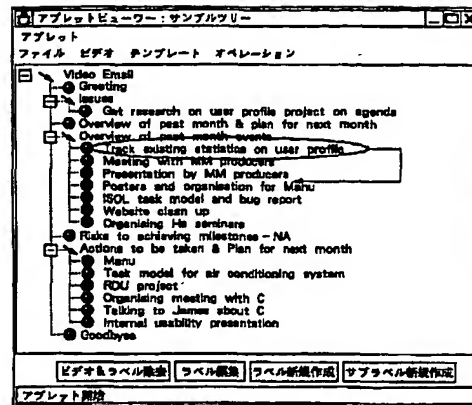 アプレットビューワー：サンプルツリー
アプレット
ファイル ビデオ テンプレート オペレーション
Video Email
Greeting
Issues
Get research on user profile project on agenda
Overview of past month & plan for next month
Overview of past month events
Track existing statistics on user profile
Meeting with MM producers
Presentation by MM producers
Posters and organisation for Manu
ISOL task model and bug report
Website clean up
Organising He seminars
Risks to achieving milestones - NA
Actions to be taken & Plan for next month
Manu
Task model for air conditioning system
RDU project
Organising meeting with C
Talking to James about C
Internal usability presentation
Goodbyes
ビデオ&ラベル除去 ラベル編集 ラベル新規作成 サブラベル新規作成
アプレット開始